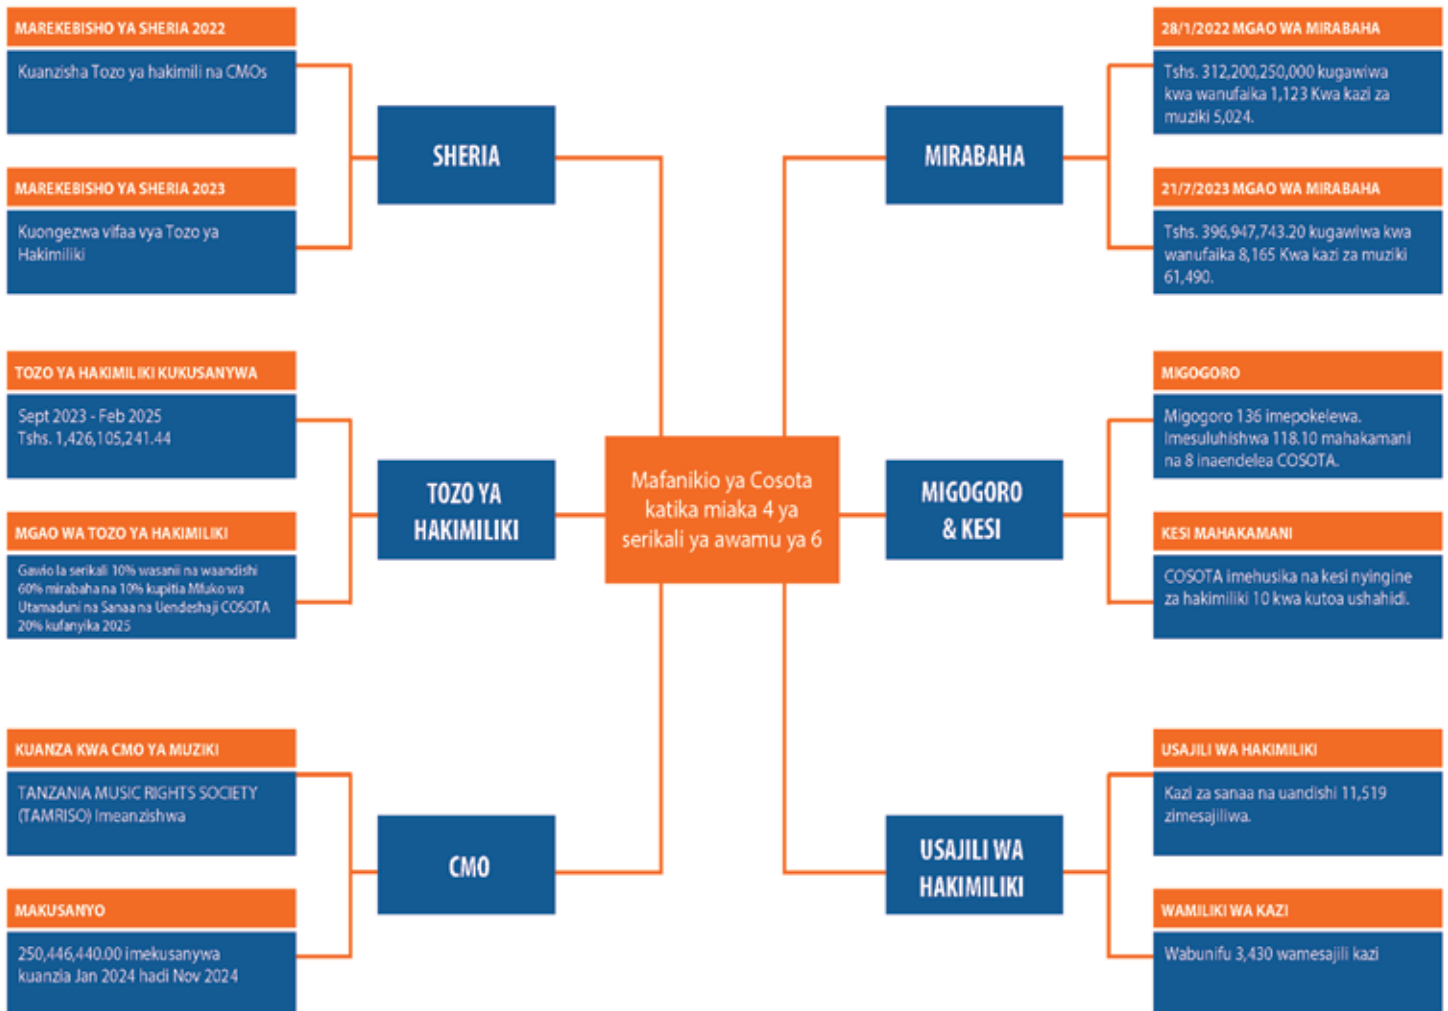 MAREKEBISHO YA SHERIA 2022
Kuanzisha Tozo ya hakimili na CMOs
MAREKEBISHO YA SHERIA 2023
Kuongezwa vifaa vya Tozo ya
Hakimiliki
SHERIA
TOZO YA HAKIMILIKI KUKUSANYWA
Sept 2023 - Feb 2025
Tshs. 1,426,105,241.44
MGAO WA TOZO YA HAKIMILIKI
Gawio la serikali 10% wasanii na waandishi
60% mirabaha na 10% kupitia Mfuko wa
Utamaduni na Sanaa na Uendeshaji COSOTA
20% kufanyika 2025
TOZO YA
HAKIMILIKI
KUANZA KWA CMO YA MUZIKI
TANZANIA MUSIC RIGHTS SOCIETY
(TAMRISO) Imeanzishwa
MAKUSANYO
250,446,440.00 imekusanywa
kuanzia Jan 2024 hadi Nov 2024
CMO
Mafanikio ya Cosota
katika miaka 4 ya
serikali ya awamu ya 6
MIRABAHA
28/1/2022 MGAO WA MIRABAHA
Tshs. 312,200,250,000 kugawiwa
kwa wanufaika 1,123 Kwa kazi za
muziki 5,024.
21/7/2023 MGAO WA MIRABAHA
Tshs. 396,947,743.20 kugawiwa kwa
wanufaika 8,165 Kwa kazi za muziki
61,490.
MIGOGORO
& KESI
MIGOGORO
Migogoro 136 imepokelewa.
Imesuluhishwa 118.10 mahakamani
na 8 inaendelea COSOTA.
KESI MAHAKAMANI
COSOTA imehusika na kesi nyingine
za hakimiliki 10 kwa kutoa ushahidi.
USAJILI WA
HAKIMILIKI
USAJILI WA HAKIMILIKI
Kazi za sanaa na uandishi 11,519
zimesajiliwa.
WAMILIKI WA KAZI
Wabunifu 3,430 wamesajili kazi